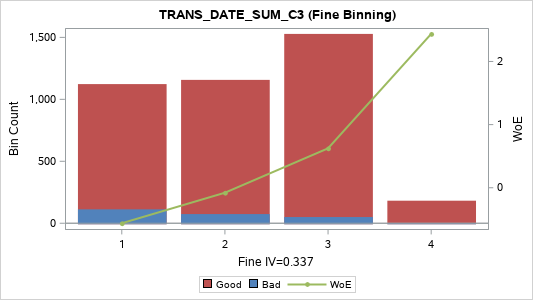 TRANS_DATE_SUM_C3 (Fine Binning)
1,500
1,000
500
0
Bin Count
2
1
0
WoE
1 2 3 4
Fine IV=0.337
Good Bad WoE